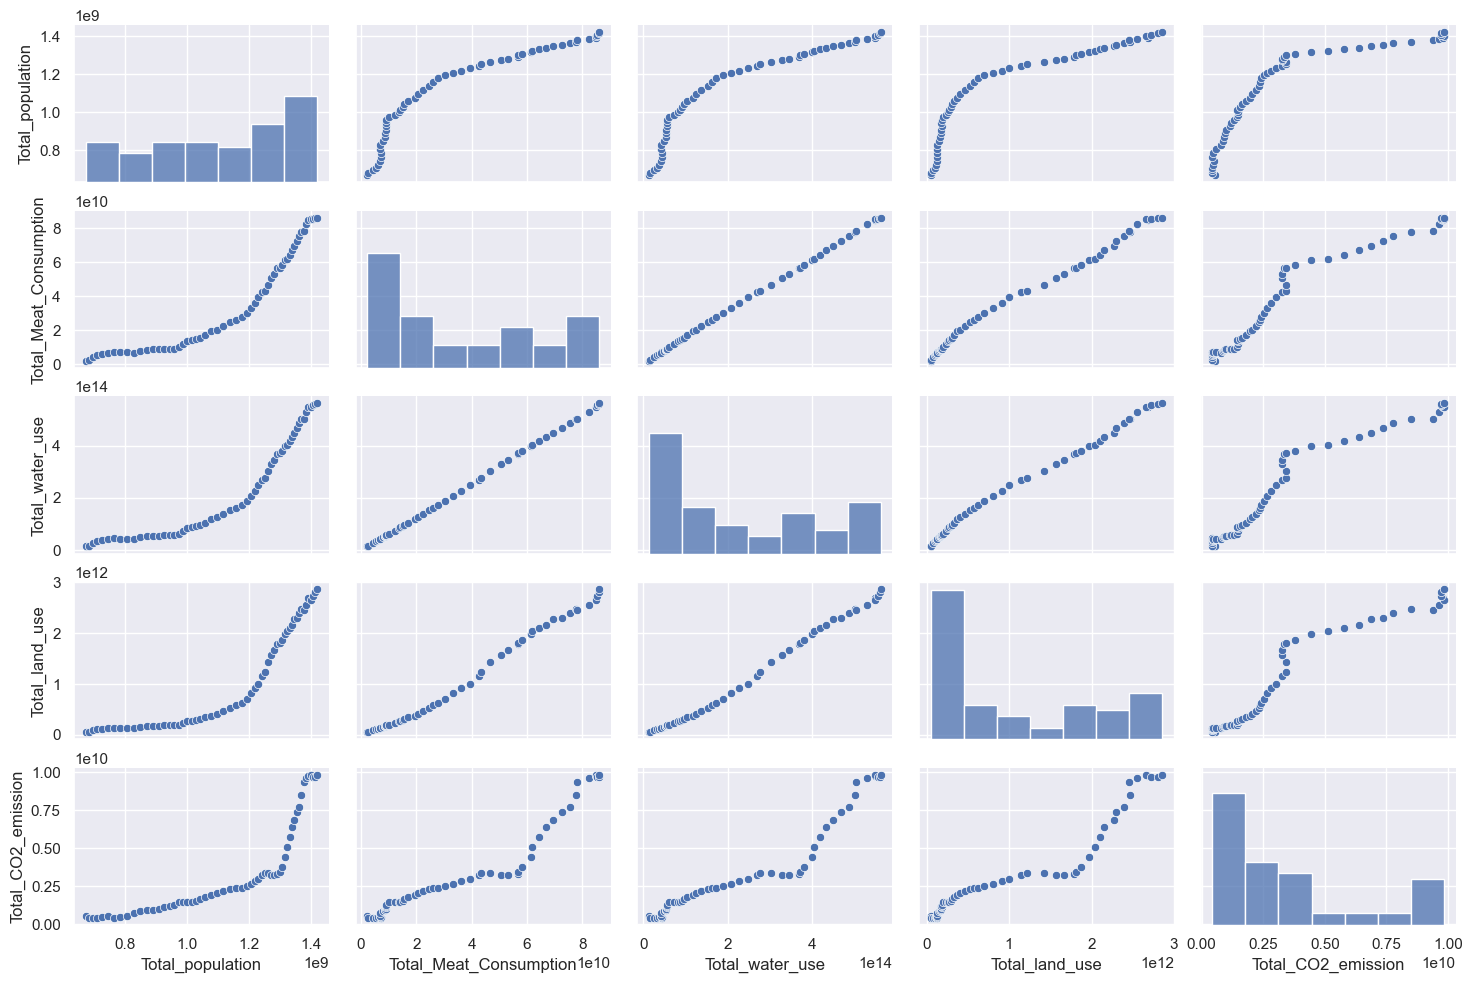 1e9
1.4
1.2
1.0
0.8
Total_population
1e10
8
6
4
2
0
Total_Meat_Consumption
1e14
4
2
0
Total_water_use
1e12
3
2
1
0
Total_land_use
1e10
1.00
0.75
0.50
0.25
0.00
Total_CO2_emission
0.8 1.0 1.2 1.4
0 2 4 6 8
0 2 4
0 1 2 3
0.00 0.25 0.50 0.75 1.00
Total_population 1e9
Total_Meat_Consumption 1e10
Total_water_use 1e14
Total_land_use 1e12
Total_CO2_emission 1e10